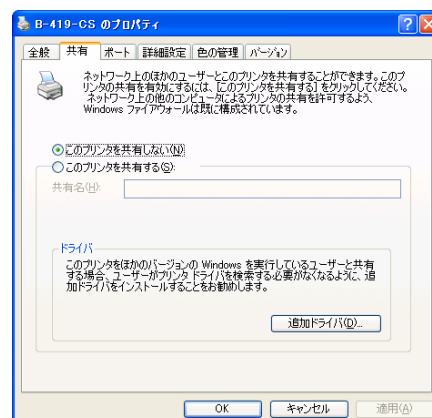 B-419-CS のプロパティ
全般 共有 ポート 詳細設定 色の管理 バージョン
ネットワーク上のほかのユーザーとこのプリンタを共有することができます。このプ
リンタの共有を有効にするには、[このプリンタを共有する] をクリックしてください。
ネットワーク上の他のコンピュータによるプリンタの共有を許可するよう、
Windows ファイアウォールは既に構成されています。
このプリンタを共有しない(N)
このプリンタを共有する(S):
共有名(H):
ドライバ
このプリンタをほかのバージョンの Windows を実行しているユーザーと共有
する場合、ユーザーがプリンタ ドライバを検索する必要がなくなるように、追
加ドライバをインストールすることをお勧めします。
追加ドライバ(D)...
OK キャンセル 適用(A)